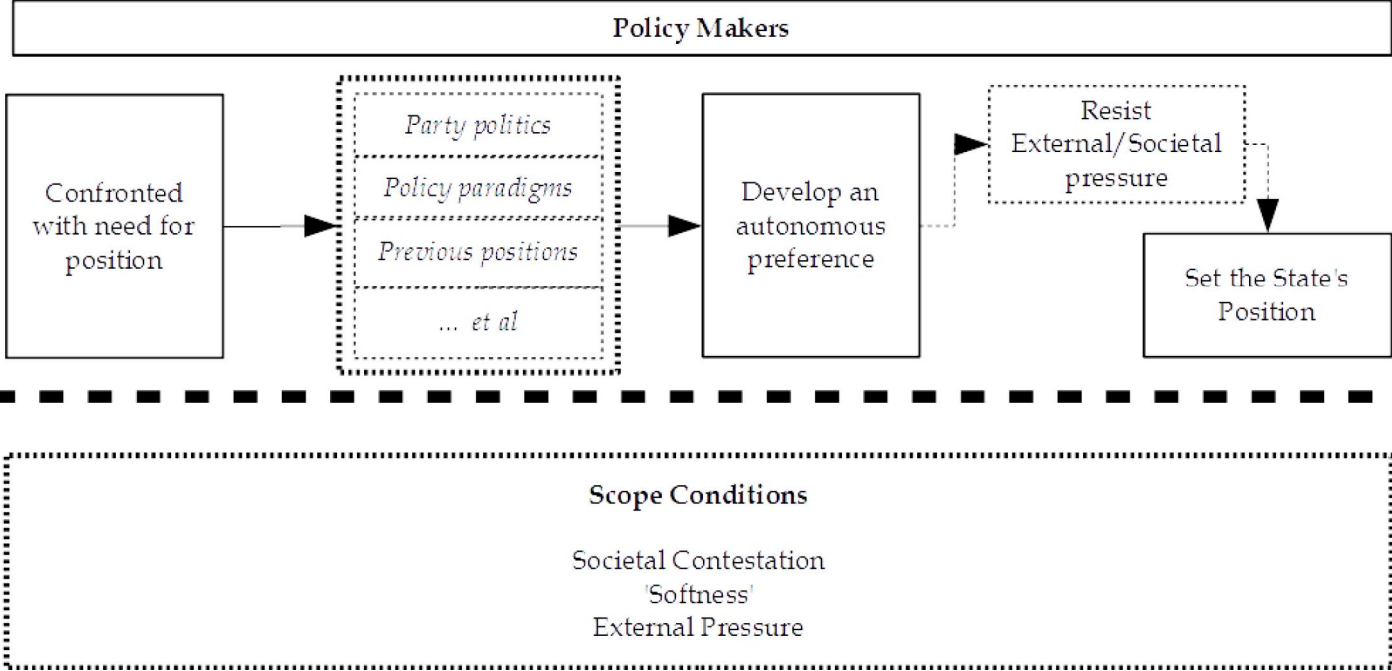 Policy Makers
Confronted
with need for
position
Party politics
Policy paradigms
Previous positions
... et al
Develop an
autonomous
preference
Resist
External/Societal
pressure
Set the State's
Position
Scope Conditions
Societal Contestation
'Softness'
External Pressure